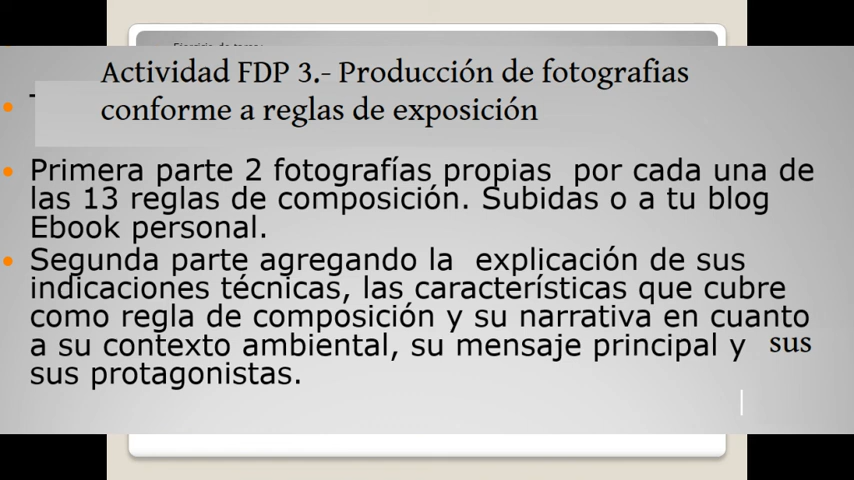 Actividad FDP 3.- Producción de fotografias
conforme a reglas de exposición
Primera parte 2 fotografías propias por cada una de
las 13 reglas de composición. Subidas o a tu blog
Ebook personal.
Segunda parte agregando la explicación de sus
indicaciones técnicas, las características que cubre
como regla de composición y su narrativa en cuanto
a su contexto ambiental, su mensaje principal y sus
sus protagonistas.